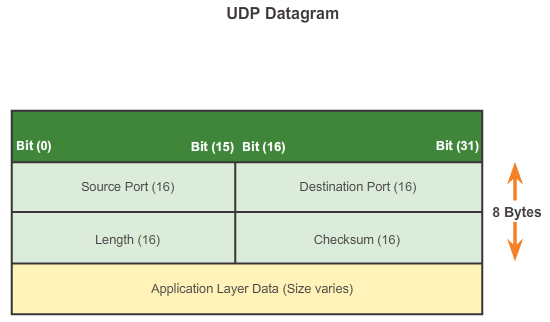 UDP Datagram
Bit (0) Bit (15) Bit (16) Bit (31)
Source Port (16) Destination Port (16)
8 Bytes
Length (16) Checksum (16)
Application Layer Data (Size varies)